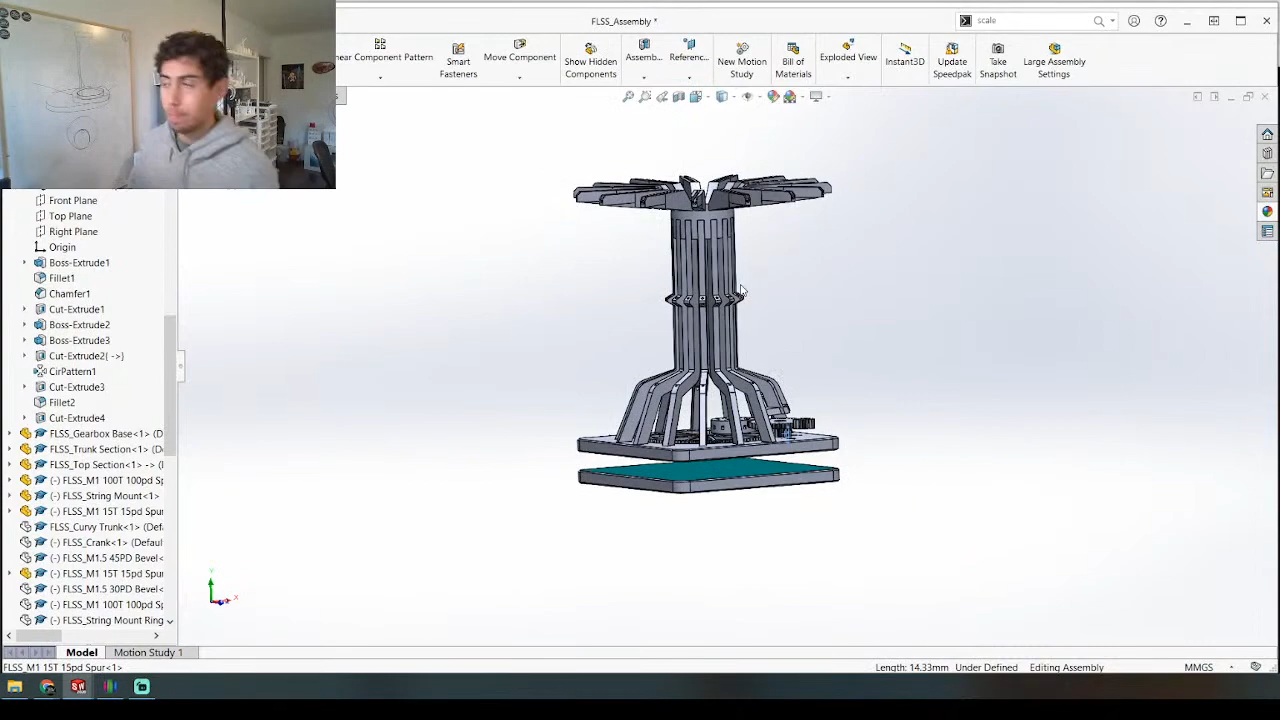 FLSS_Assembly *
scale
near Component Pattern
Smart Fasteners
Move Component
Show Hidden Components
Assemb...
Referenc...
New Motion Study
Bill of Materials
Exploded View
Instant3D
Update Speedpak
Take Snapshot
Large Assembly Settings
Front Plane
Top Plane
Right Plane
Origin
Boss-Extrude1
Fillet1
Chamfer1
Cut-Extrude1
Boss-Extrude2
Boss-Extrude3
Cut-Extrude2{ ->}
CirPattern1
Cut-Extrude3
Fillet2
Cut-Extrude4
FLSS_Gearbox Base<1> (D
FLSS_Trunk Section<1> (D
FLSS_Top Section<1> -> (
(-) FLSS_M1 100T 100pd Sp
(-) FLSS_String Mount<1>
(-) FLSS_M1 15T 15pd Spur
FLSS_Curvy Trunk<1> (Defa
FLSS_Crank<1> (Default
(-) FLSS_M1.5 45PD Bevel<
(-) FLSS_M1 15T 15pd Spur
(-) FLSS_M1.5 30PD Bevel<
(-) FLSS_M1 100T 100pd Sp
(-) FLSS_String Mount Ring
Y
X
Model
Motion Study 1
FLSS_M1 15T 15pd Spur<1>
Length: 14.33mm Under Defined Editing Assembly MMGS
SW